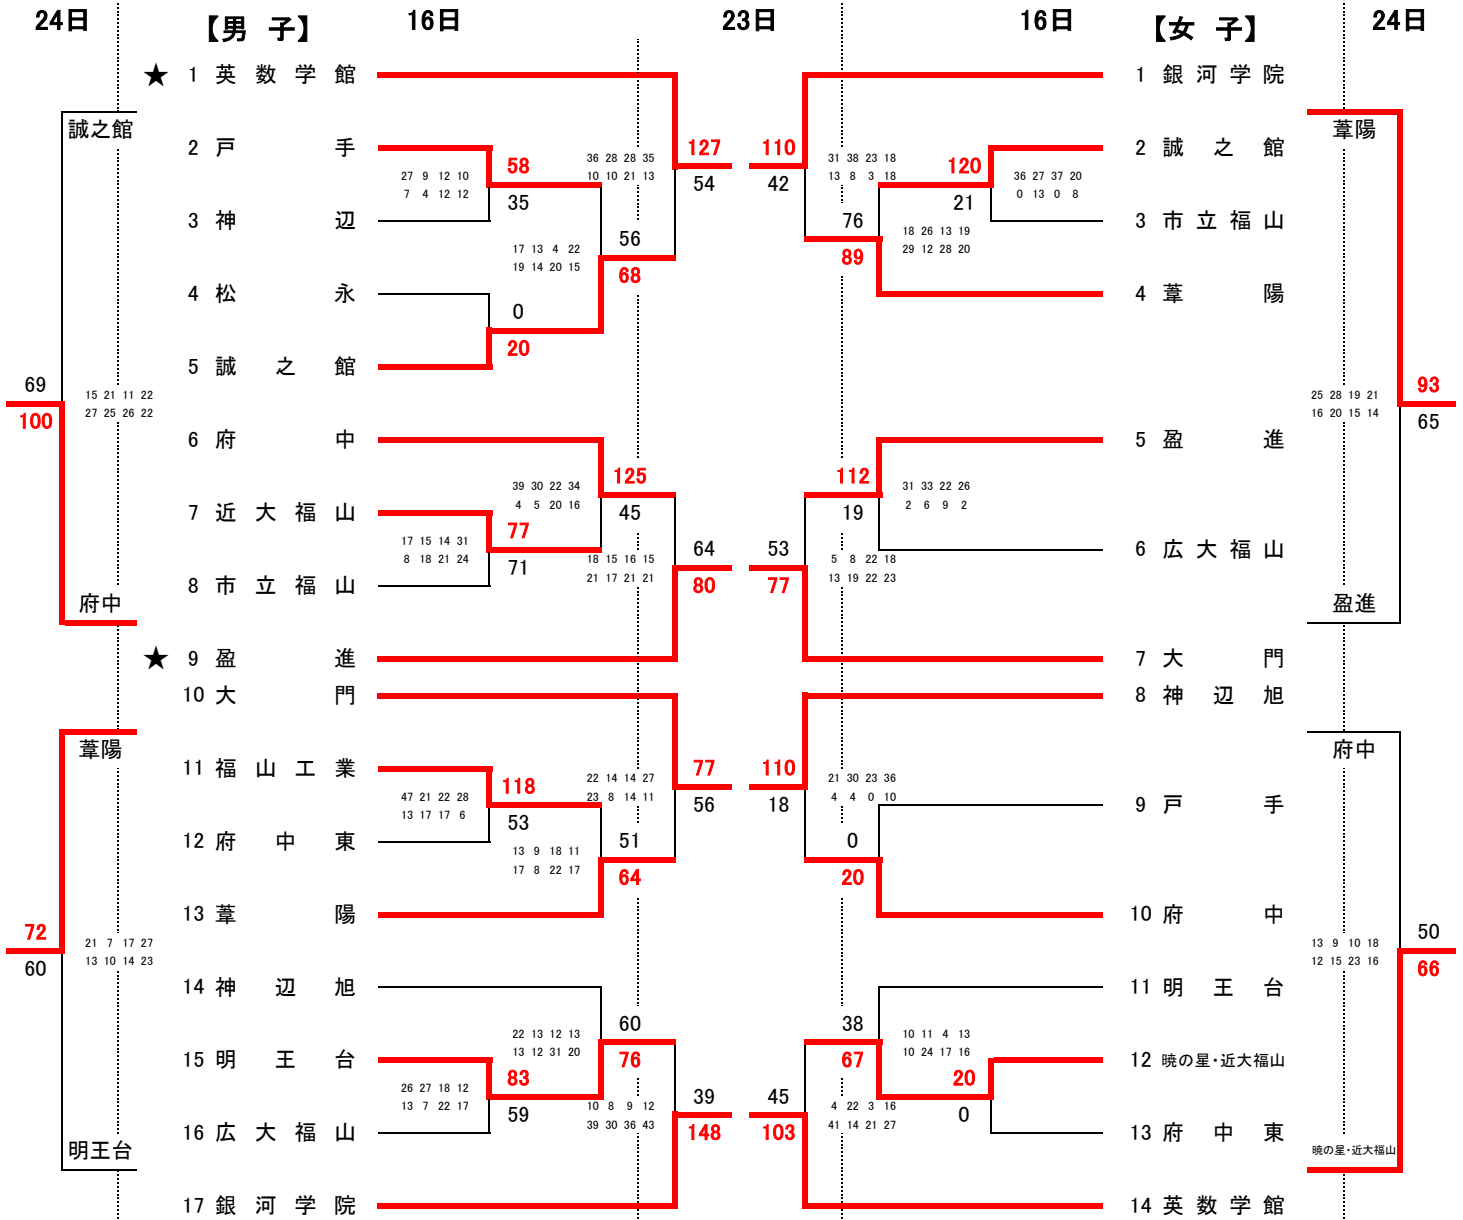 24日 【男 子】 16日 23日 16日 【女 子】 24日
★ 1 英数学館
1 銀河学院
誠之館
葦陽
2 戸手
127
110
2 誠之館
58
36 28 28 35
10 10 21 13
31 38 23 18
13 8 3 18
120
27 9 12 10
7 4 12 12
54
42
36 27 37 20
0 13 0 8
35
21
3 神辺
76
3 市立福山
56
18 26 13 19
29 12 28 20
17 13 4 22
19 14 20 15
89
68
4 松永
4 葦陽
0
20
5 誠之館
69
15 21 11 22
27 25 26 22
25 28 19 21
16 20 15 14
93
100
65
6 府中
5 盈進
125
112
39 30 22 34
4 5 20 16
31 33 22 26
2 6 9 2
7 近大福山
45
19
77
17 15 14 31
8 18 21 24
64
53
6 広大福山
71
18 15 16 15
21 17 21 21
5 8 22 18
13 19 22 23
8 市立福山
80
77
府中
盈進
★ 9 盈進
7 大門
10 大門
8 神辺旭
葦陽
府中
11 福山工業
77
110
118
22 14 14 27
23 8 14 11
21 30 23 36
4 4 0 10
47 21 22 28
13 17 17 6
56
18
9 戸手
53
12 府中東
51
0
13 9 18 11
17 8 22 17
64
20
13 葦陽
10 府中
72
21 7 17 27
13 10 14 23
13 9 10 18
12 15 23 16
50
60
66
14 神辺旭
11 明王台
60
38
22 13 12 13
13 12 31 20
10 11 4 13
10 24 17 16
15 明王台
76
67
12 暁の星・近大福山
83
20
26 27 18 12
13 7 22 17
39
45
59
10 8 9 12
39 30 36 43
4 22 3 16
41 14 21 27
0
16 広大福山
148
103
13 府中東
明王台
暁の星・近大福山
17 銀河学院
14 英数学館